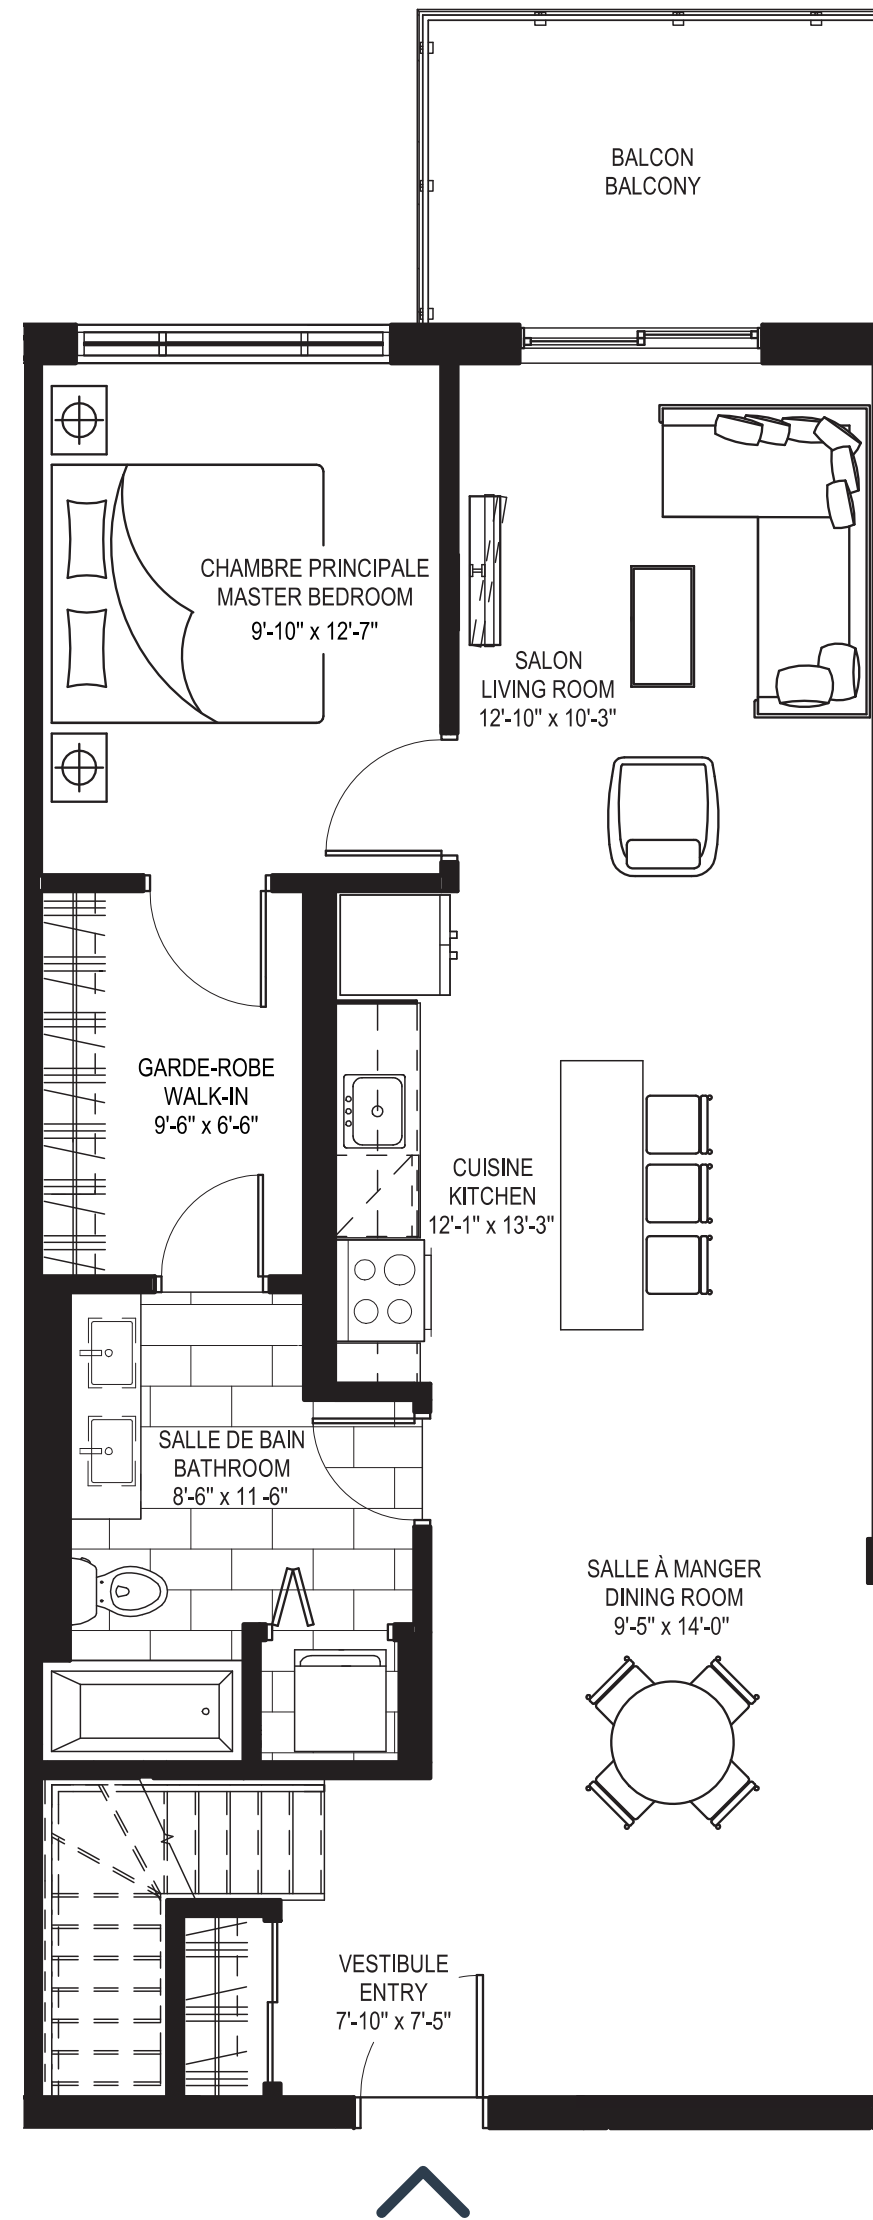 BALCON
BALCONY
CHAMBRE PRINCIPALE
MASTER BEDROOM
9'-10" x 12'-7"
SALON
LIVING ROOM
12'-10" x 10'-3"
GARDE-ROBE
WALK-IN
9'-6" x 6'-6"
CUISINE
KITCHEN
12'-1" x 13'-3"
SALLE DE BAIN
BATHROOM
8'-6" x 11 -6"
SALLE À MANGER
DINING ROOM
9'-5" x 14'-0"
VESTIBULE
ENTRY
7'-10" x 7'-5"